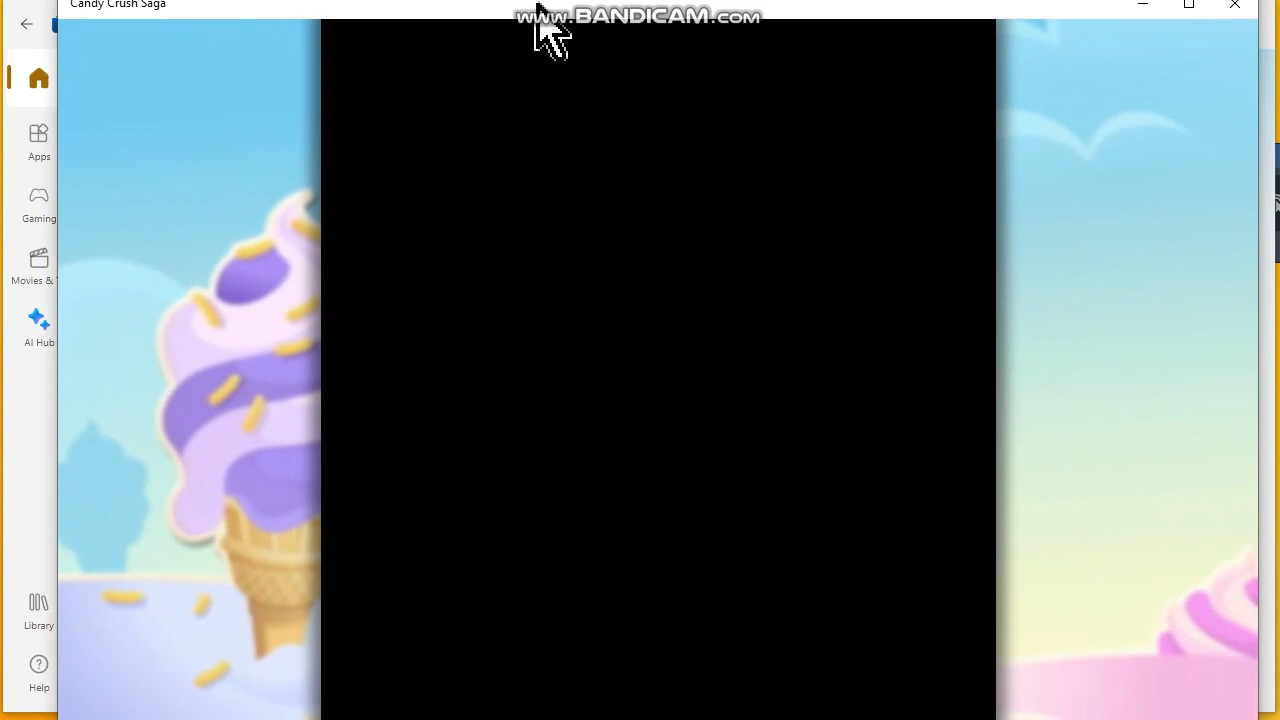 Candy Crush Saga
www.BANDICAM.com
Apps
Gaming
Movies &
AI Hub
Library
Help